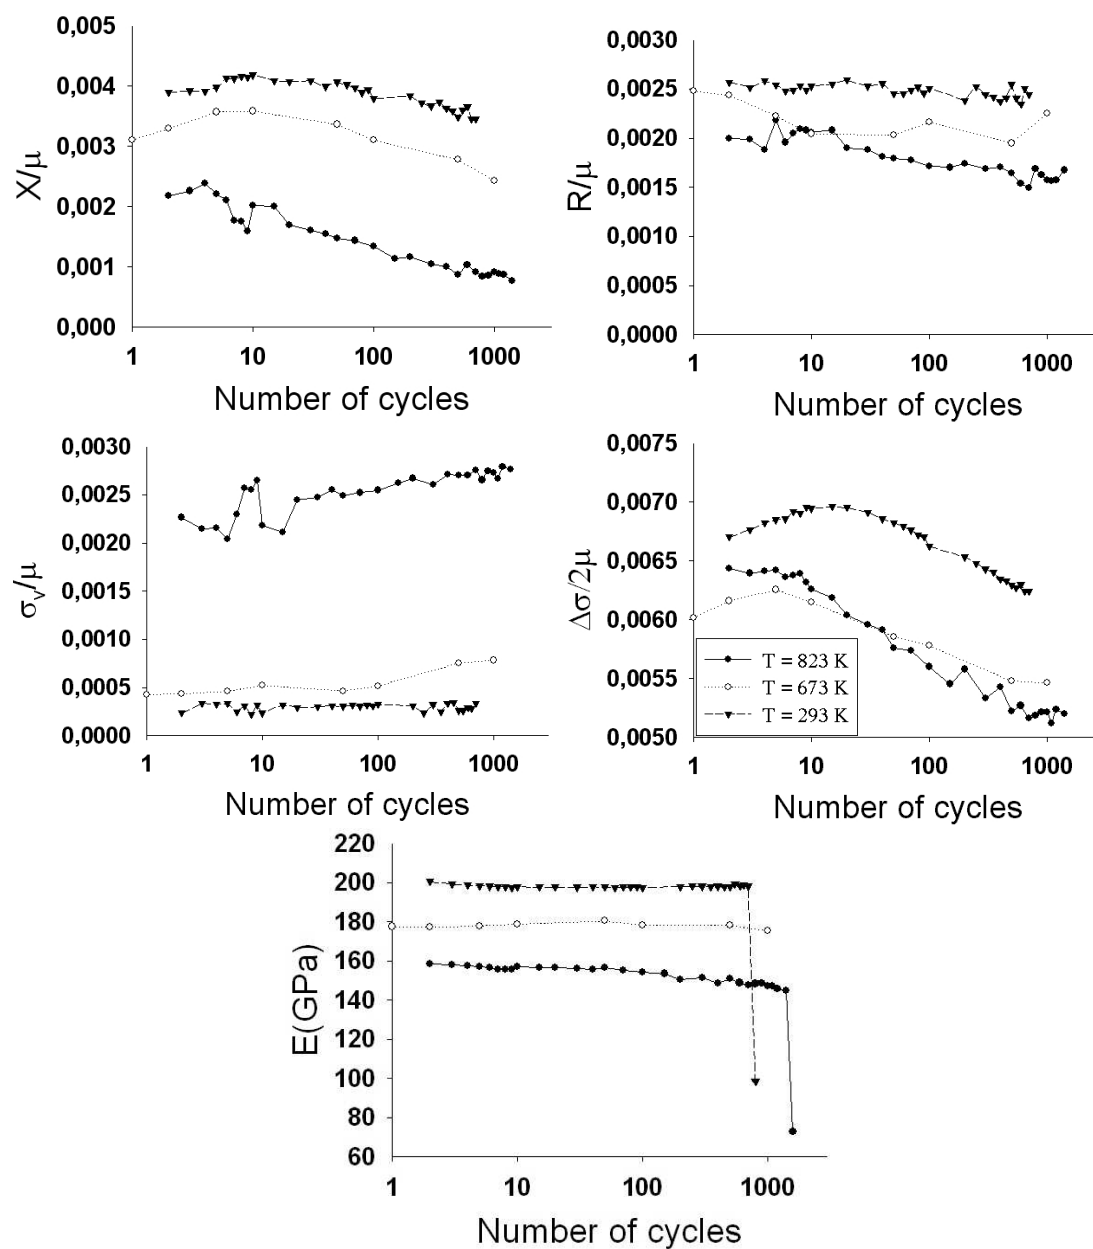 0,005
0,004
0,003
0,002
0,001
0,000
X/μ
1 10 100 1000
Number of cycles
0,0030
0,0025
0,0020
0,0015
0,0010
0,0005
0,0000
R/μ
1 10 100 1000
Number of cycles
0,0030
0,0025
0,0020
0,0015
0,0010
0,0005
0,0000
σv/μ
1 10 100 1000
Number of cycles
0,0075
0,0070
0,0065
0,0060
0,0055
0,0050
Δσ/2μ
T = 823 K
T = 673 K
T = 293 K
1 10 100 1000
Number of cycles
220
200
180
160
140
120
100
80
60
E(GPa)
1 10 100 1000
Number of cycles